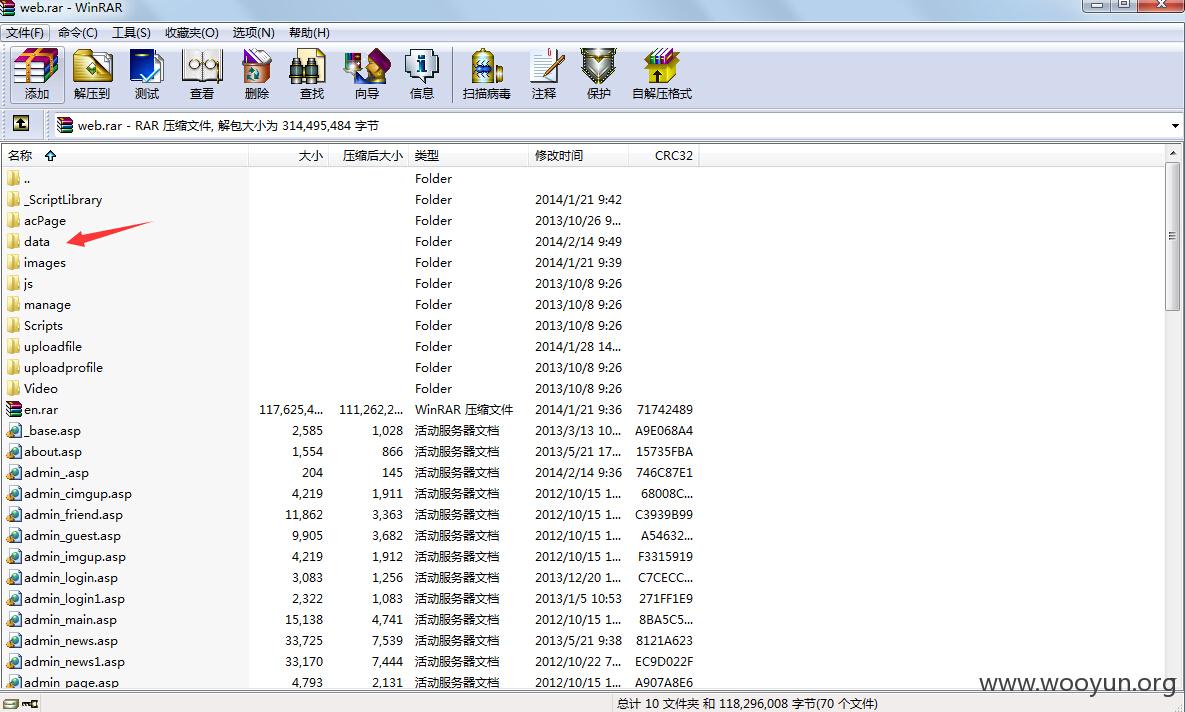 web.rar - WinRAR
文件(F) 命令(C) 工具(S) 收藏夹(O) 选项(N) 帮助(H)
添加 解压到 测试 查看 删除 查找 向导 信息 扫描病毒 注释 保护 自解压格式
web.rar - RAR 压缩文件, 解包大小为 314,495,484 字节
名称 大小 压缩后大小 类型 修改时间 CRC32
.. Folder
_ScriptLibrary Folder 2014/1/21 9:42
acPage Folder 2013/10/26 9...
data Folder 2014/2/14 9:49
images Folder 2014/1/21 9:39
js Folder 2013/10/8 9:26
manage Folder 2013/10/8 9:26
Scripts Folder 2013/10/8 9:26
uploadfile Folder 2014/1/28 14...
uploadprofile Folder 2013/10/8 9:26
Video Folder 2013/10/8 9:26
en.rar 117,625,4... 111,262,2... WinRAR 压缩文件 2014/1/21 9:36 71742489
_base.asp 2,585 1,028 活动服务器文档 2013/3/13 10... A9E068A4
about.asp 1,554 866 活动服务器文档 2013/5/21 17... 15735FBA
admin_.asp 204 145 活动服务器文档 2014/2/14 9:36 746C87E1
admin_cimgup.asp 4,219 1,911 活动服务器文档 2012/10/15 1... 68008C...
admin_friend.asp 11,862 3,363 活动服务器文档 2012/10/15 1... C3939B99
admin_guest.asp 9,905 3,682 活动服务器文档 2012/10/15 1... A54632...
admin_imgup.asp 4,219 1,912 活动服务器文档 2012/10/15 1... F3315919
admin_login.asp 3,083 1,256 活动服务器文档 2013/12/20 1... C7CECC...
admin_login1.asp 2,322 1,083 活动服务器文档 2013/1/5 10:53 271FF1E9
admin_main.asp 15,138 4,741 活动服务器文档 2012/10/15 1... 8BA5C5...
admin_news.asp 33,725 7,539 活动服务器文档 2013/5/21 9:38 8121A623
admin_news1.asp 33,170 7,444 活动服务器文档 2012/10/22 7... EC9D022F
admin_page.asp 4,793 2,131 活动服务器文档 2012/10/15 1... A907A8E6
www.wooyun.org
总计 10 文件夹 和 118,296,008 字节(70 个文件)